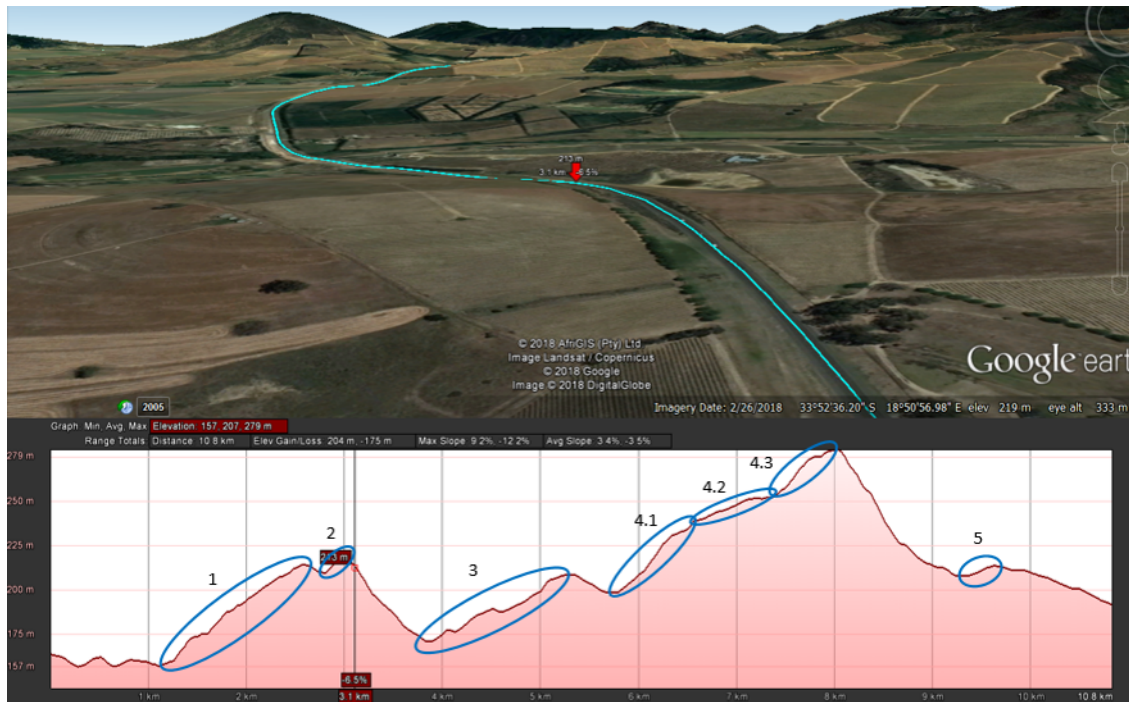 213 m
3.1 km -6.5%
© 2018 AfriGIS (Pty) Ltd
Image Landsat / Copernicus
© 2018 Google
Image © 2018 DigitalGlobe
Google eart
2005
Imagery Date: 2/26/2018 33°52'36.20" S 18°50'56.98" E elev 219 m eye alt 333 m
Graph: Min, Avg, Max Elevation: 157, 207, 279 m
Range Totals: Distance: 10.8 km Elev Gain/Loss: 204 m, -175 m Max Slope: 9.2%, -12.2% Avg Slope: 3.4%, -3.5%
279 m
250 m
225 m
200 m
175 m
157 m
1
2
213 m
3
4.1
4.2
4.3
5
-6.5%
1 km
2 km
3.1 km
4 km
5 km
6 km
7 km
8 km
9 km
10 km
10.8 km